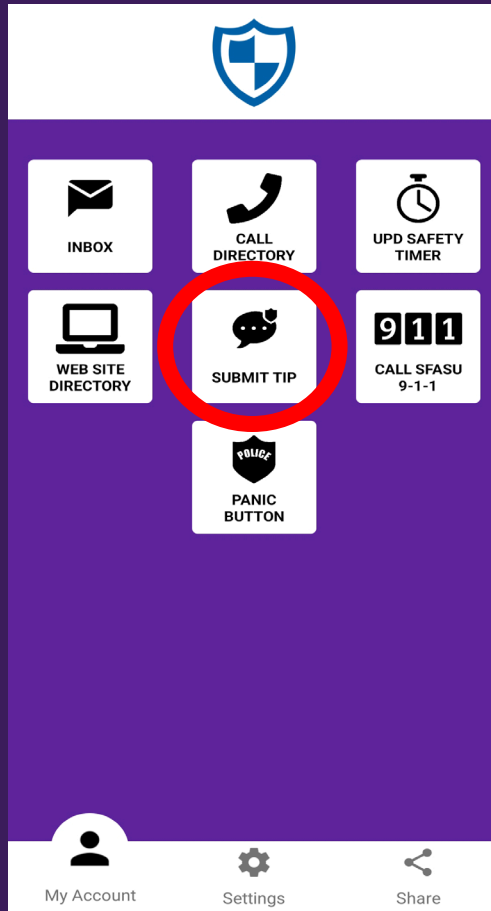 INBOX
CALL
DIRECTORY
UPD SAFETY
TIMER
WEB SITE
DIRECTORY
SUBMIT TIP
911
CALL SFASU
9-1-1
POLICE
PANIC
BUTTON
My Account
Settings
Share